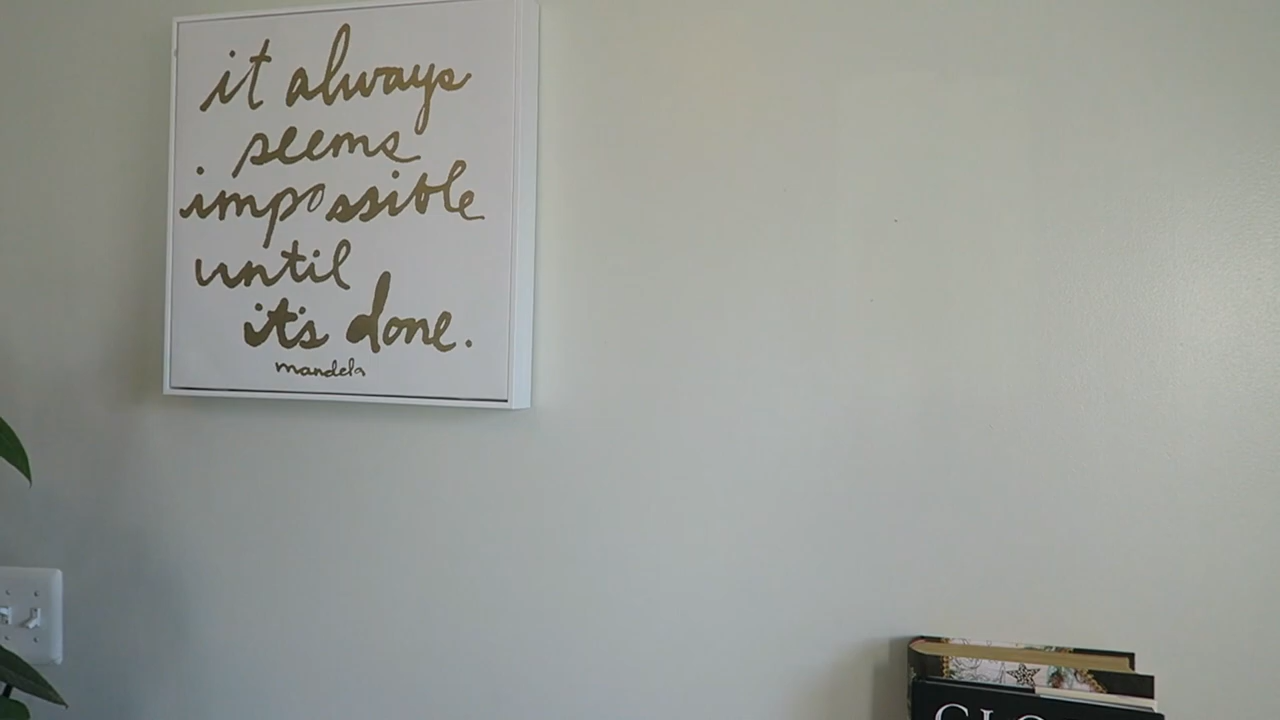 it always
seems
impossible
until
it's done.
mandela